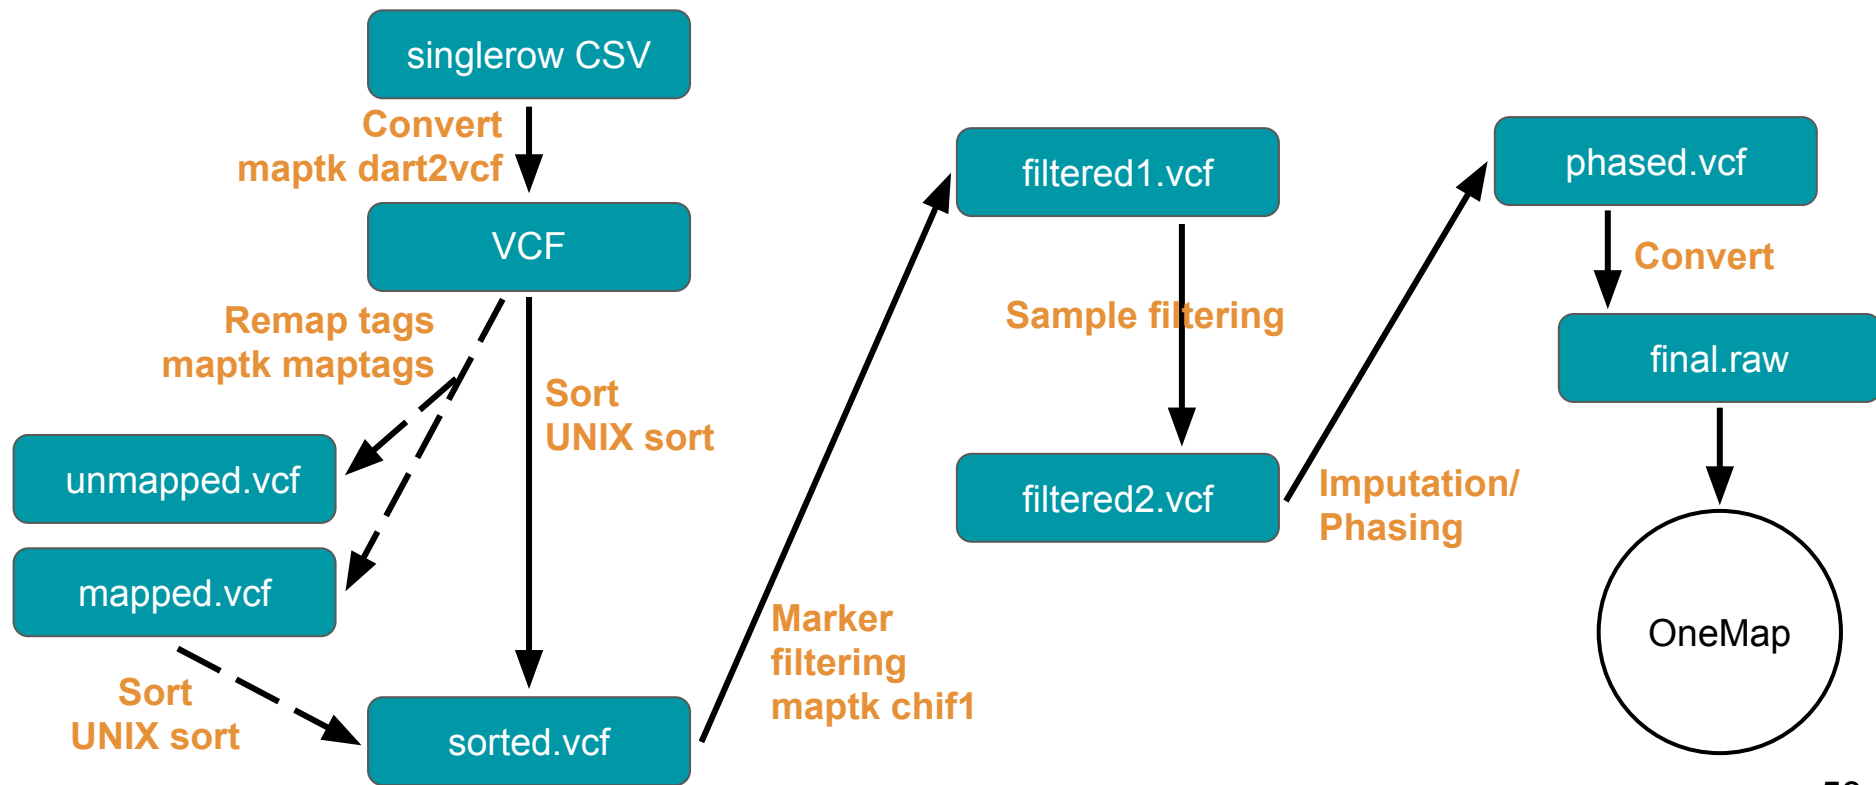 singlerow CSV
Convert
maptk dart2vcf
VCF
Remap tags
maptk maptags
Sort
UNIX sort
unmapped.vcf
mapped.vcf
Sort
UNIX sort
sorted.vcf
Marker
filtering
maptk chif1
filtered1.vcf
Sample filtering
filtered2.vcf
Imputation/
Phasing
phased.vcf
Convert
final.raw
OneMap